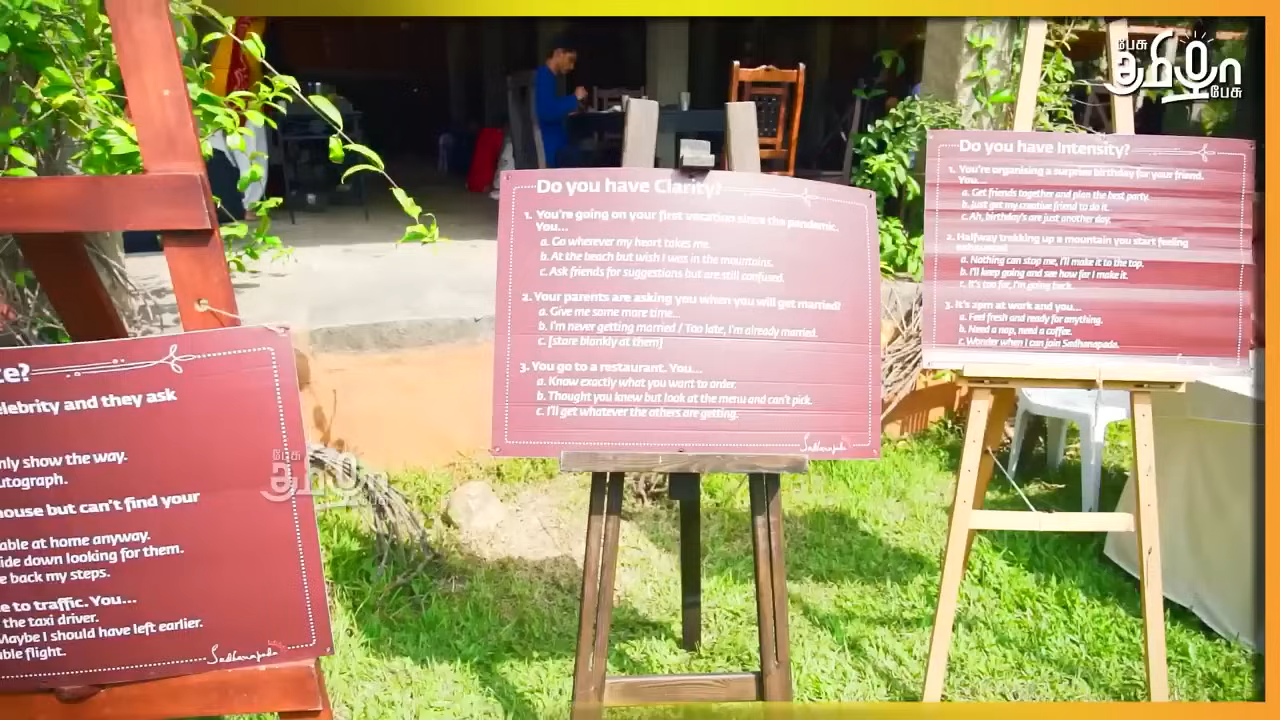 பேசு
தமிழா
பேசு
Do you have Clarity?
1. You're going on your first vacation since the pandemic.
You...
a. Go wherever my heart takes me.
b. At the beach but wish I was in the mountains.
c. Ask friends for suggestions but are still confused.
2. Your parents are asking you when you will get married?
a. Give me some more time...
b. I'm never getting married / Too late, I'm already married.
c. [stare blankly at them]
3. You go to a restaurant. You...
a. Know exactly what you want to order.
b. Thought you knew but look at the menu and can't pick.
c. I'll get whatever the others are getting.
Sadhanapada
Do you have Intensity?
1. You're organising a surprise birthday for your friend.
You...
a. Get friends together and plan the best party.
b. Just get my creative friend to do it.
c. Ah, birthday's are just another day.
2. Halfway trekking up a mountain you start feeling
exhausted
a. Nothing can stop me, I'll make it to the top.
b. I'll keep going and see how far I make it.
c. It's too far, I'm going back.
3. It's 2pm at work and you...
a. Feel fresh and ready for anything.
b. Need a nap, need a coffee.
c. Wonder when I can join Sadhanapada.
elebrity and they ask
nly show the way.
utograph.
house but can't find your
able at home anyway.
ide down looking for them.
e back my steps.
e to traffic. You...
the taxi driver.
Maybe I should have left earlier.
ble flight.
Sadhanapada
பேசு
தமிழா